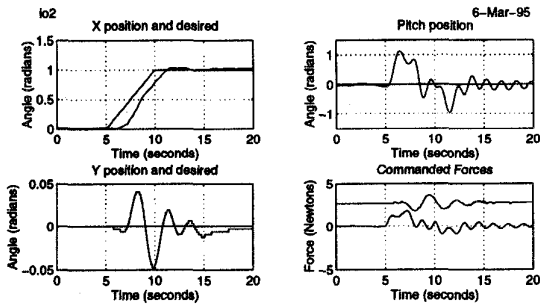 io2
6-Mar-95
X position and desired
Angle (radians)
1.5
1
0.5
0
0 5 10 15 20
Time (seconds)
Pitch position
Angle (radians)
1
0
-1
0 5 10 15 20
Time (seconds)
Y position and desired
Angle (radians)
0.05
0
-0.05
0 5 10 15 20
Time (seconds)
Commanded Forces
Force (Newtons)
5
0
-5
0 5 10 15 20
Time (seconds)